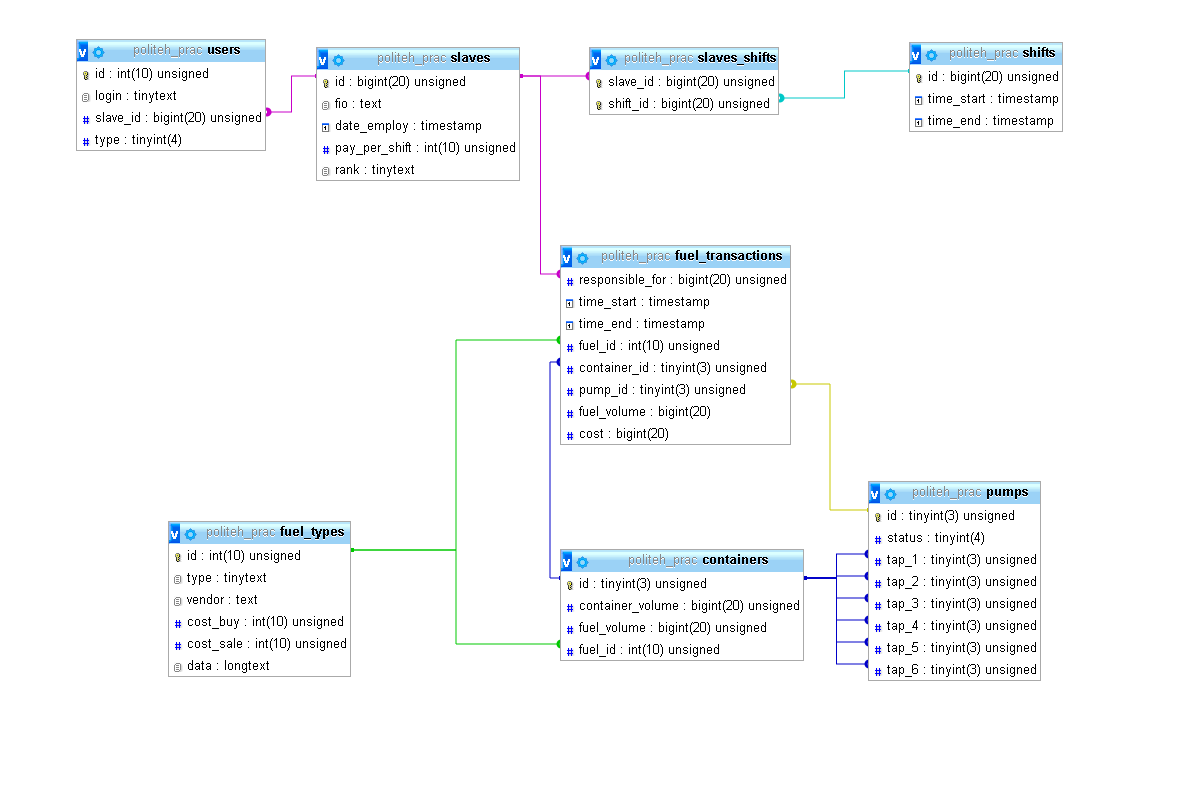 politeh_prac users
id : int(10) unsigned
login : tinytext
slave_id : bigint(20) unsigned
type : tinyint(4)
politeh_prac slaves
id : bigint(20) unsigned
fio : text
date_employ : timestamp
pay_per_shift : int(10) unsigned
rank : tinytext
politeh_prac slaves_shifts
slave_id : bigint(20) unsigned
shift_id : bigint(20) unsigned
politeh_prac shifts
id : bigint(20) unsigned
time_start : timestamp
time_end : timestamp
politeh_prac fuel_transactions
responsible_for : bigint(20) unsigned
time_start : timestamp
time_end : timestamp
fuel_id : int(10) unsigned
container_id : tinyint(3) unsigned
pump_id : tinyint(3) unsigned
fuel_volume : bigint(20)
cost : bigint(20)
politeh_prac fuel_types
id : int(10) unsigned
type : tinytext
vendor : text
cost_buy : int(10) unsigned
cost_sale : int(10) unsigned
data : longtext
politeh_prac containers
id : tinyint(3) unsigned
container_volume : bigint(20) unsigned
fuel_volume : bigint(20) unsigned
fuel_id : int(10) unsigned
politeh_prac pumps
id : tinyint(3) unsigned
status : tinyint(4)
tap_1 : tinyint(3) unsigned
tap_2 : tinyint(3) unsigned
tap_3 : tinyint(3) unsigned
tap_4 : tinyint(3) unsigned
tap_5 : tinyint(3) unsigned
tap_6 : tinyint(3) unsigned